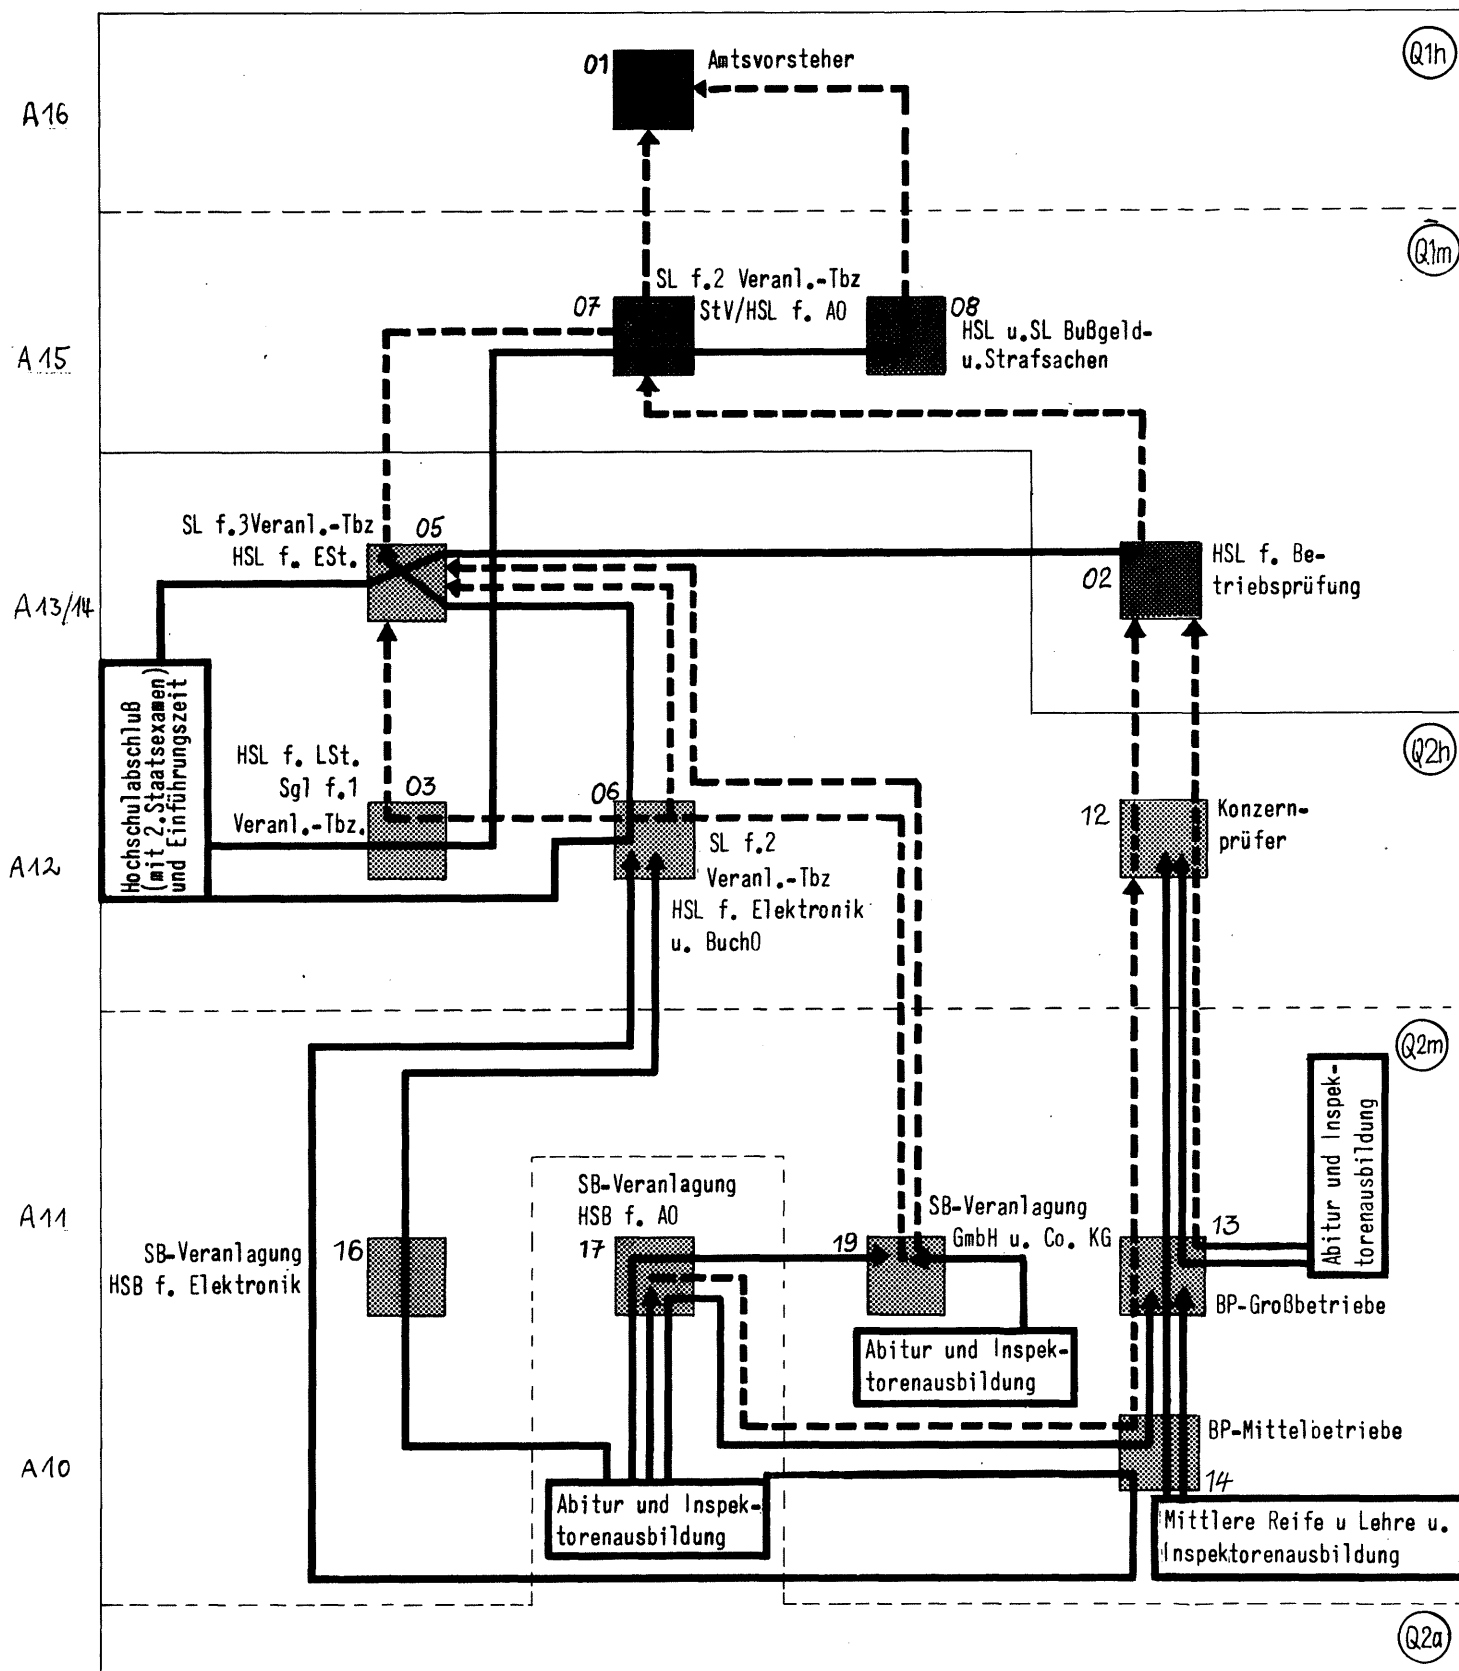 Q1h
01 Amtsvorsteher
A16
Q1m
SL f.2 Veranl.-Tbz
07 StV/HSL f. AO
08
HSL u.SL Bußgeld-
u.Strafsachen
A15
SL f.3Veranl.-Tbz 05
HSL f. ESt.
HSL f. Be-
triebsprüfung
02
A13/14
Hochschulabschluß
(mit 2.Staatsexamen)
und Einführungszeit
Q2h
HSL f. LSt.
Sgl f.1
Veranl.-Tbz.
03
06
SL f.2
Veranl.-Tbz
HSL f. Elektronik
u. BuchO
12
Konzern-
prüfer
A12
Q2m
Abitur und Inspek-
torenausbildung
A11
SB-Veranlagung
HSB f. Elektronik
16
SB-Veranlagung
HSB f. AO
17
SB-Veranlagung
GmbH u. Co. KG
19
13
BP-Großbetriebe
Abitur und Inspek-
torenausbildung
BP-Mittelbetriebe
14
A10
Abitur und Inspek-
torenausbildung
Mittlere Reife u Lehre u.
Inspektorenausbildung
Q2a